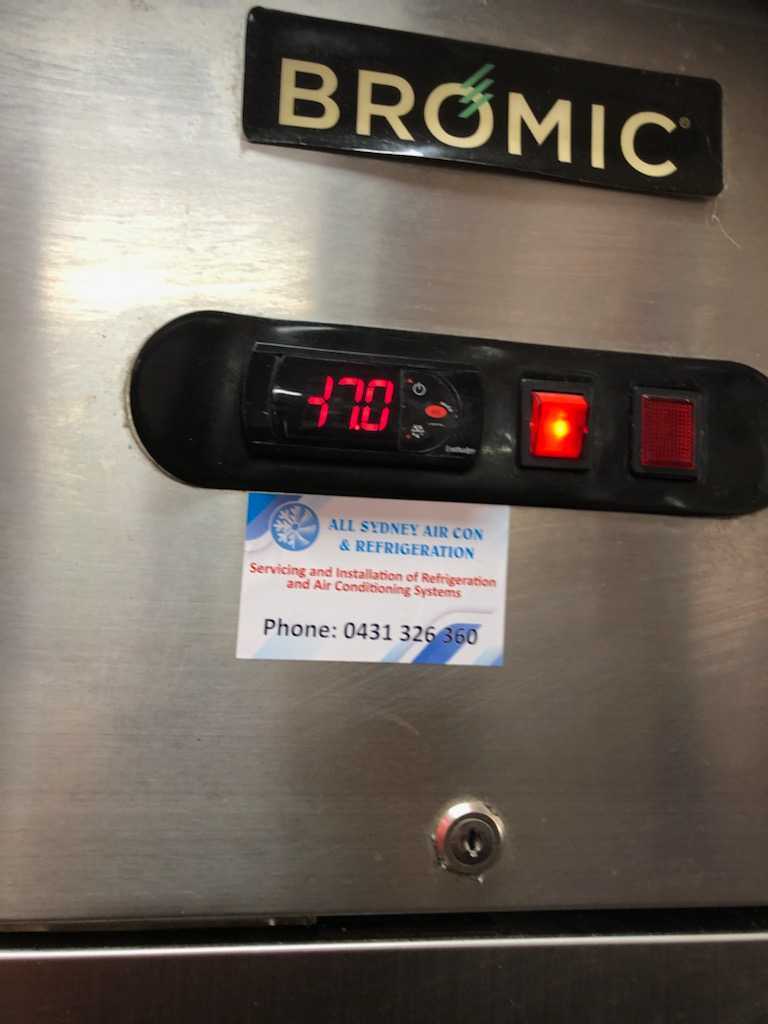 BROMIC
-17.0
ALL SYDNEY AIR CON
& REFRIGERATION
Servicing and Installation of Refrigeration
and Air Conditioning Systems
Phone: 0431 326 360